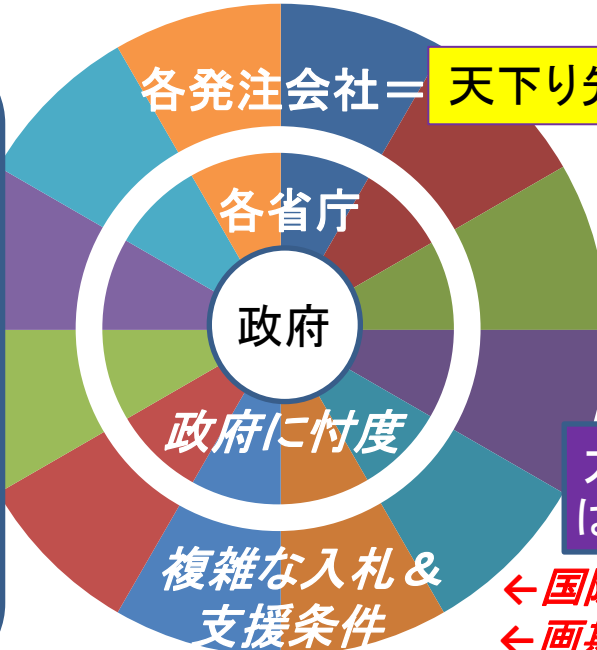 各発注会社＝
天下り
各省庁
政府
政府に忖度
複雑な入札＆
支援条件
←国
←画